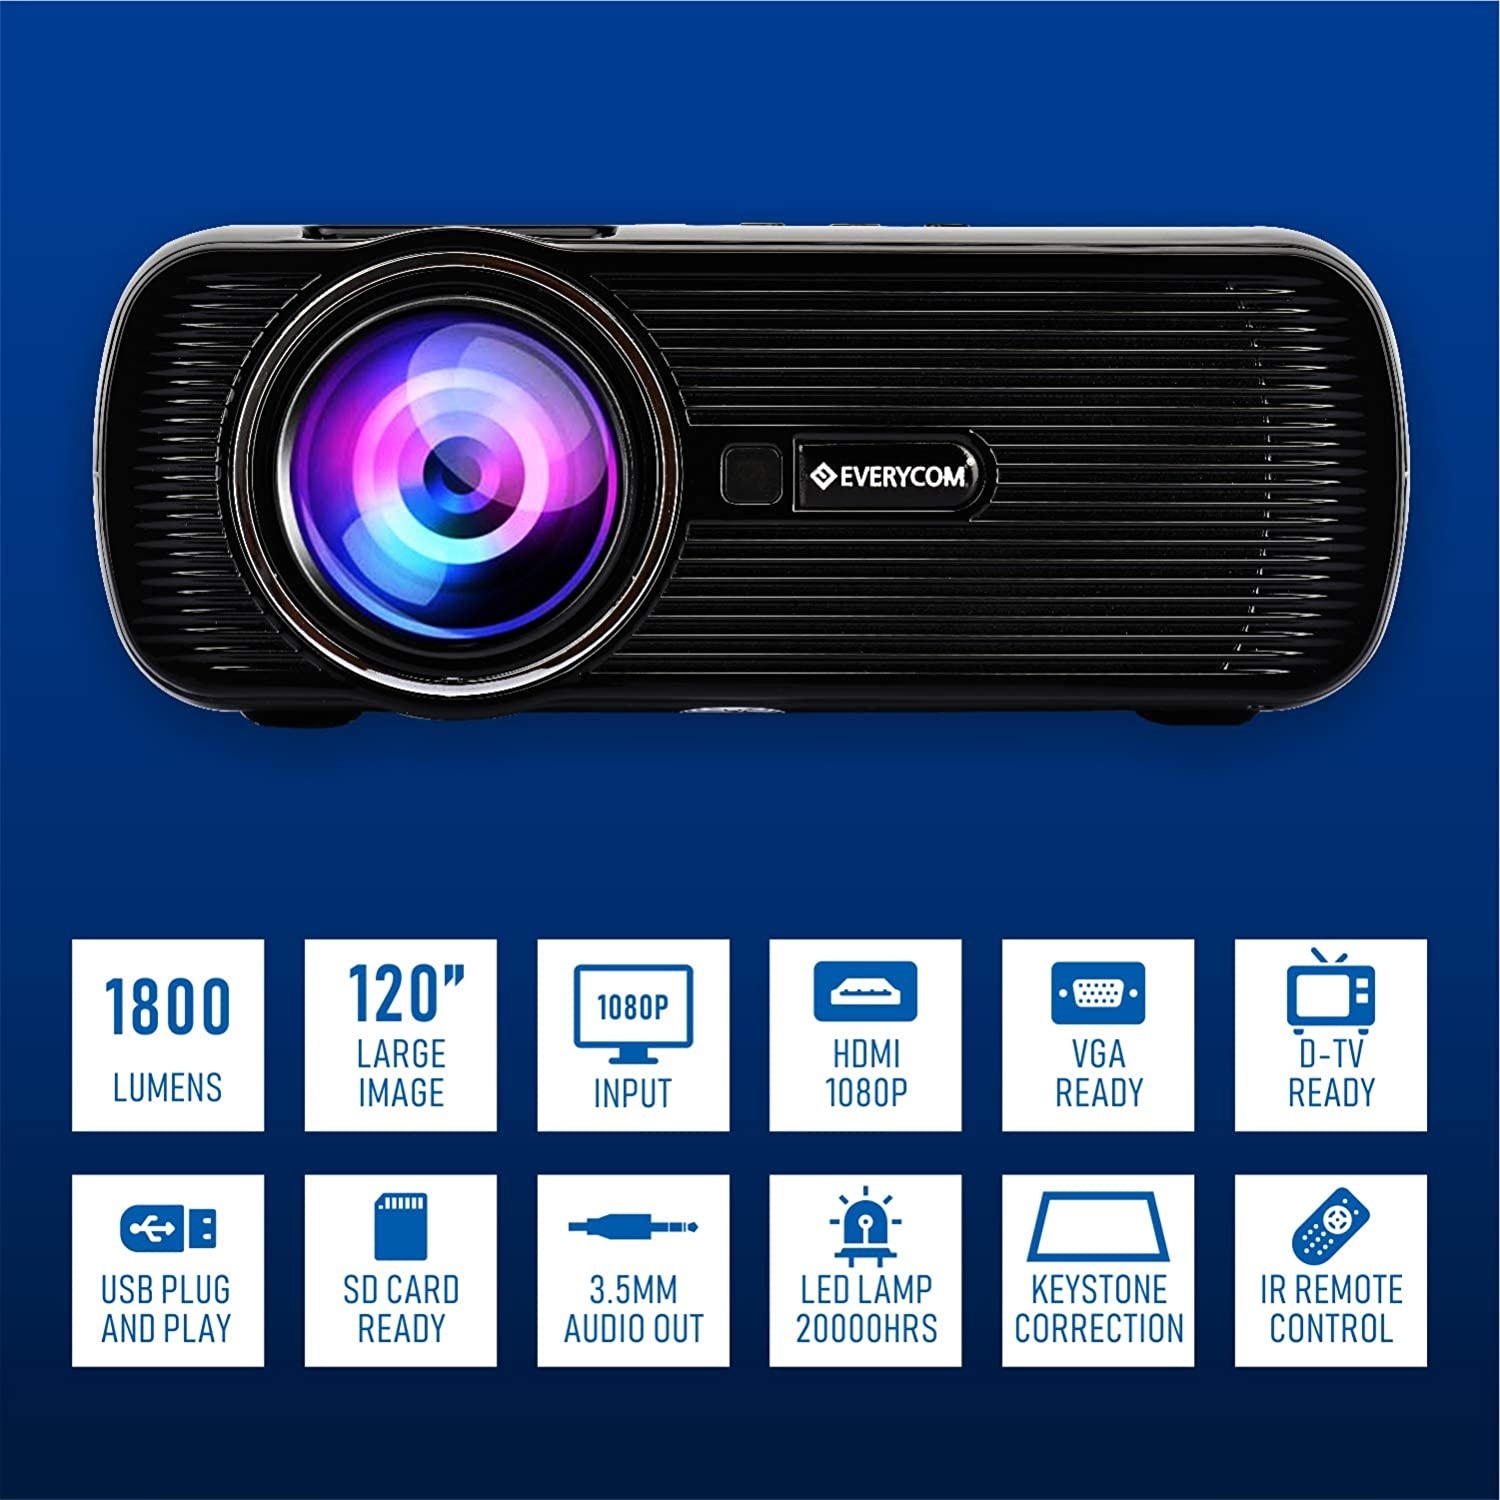 EVERYCOM
1800
LUMENS
120"
LARGE
IMAGE
1080P
INPUT
HDMI
1080P
VGA
READY
D-TV
READY
USB PLUG
AND PLAY
SD CARD
READY
3.5MM
AUDIO OUT
LED LAMP
20000HRS
KEYSTONE
CORRECTION
IR REMOTE
CONTROL